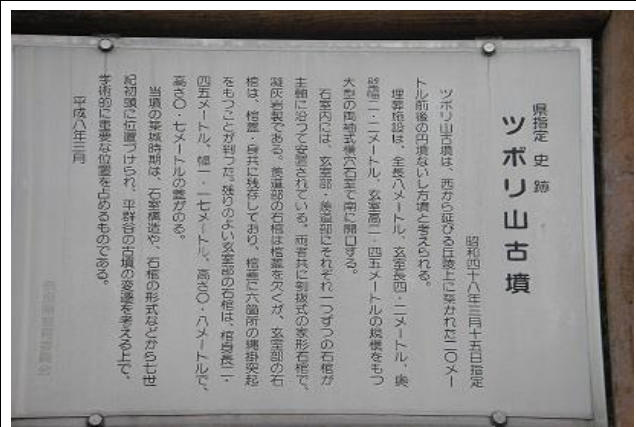 県指定 史跡
ツボリ山古墳
昭和四十八年三月十五日指定
ツボリ山古墳は、西から延びる丘陵上に築かれた二〇メー
トル前後の円墳ないし方墳と考えられる。
埋葬施設は、全長八メートル、玄室長四・二メートル、奥
壁幅二・二メートル、玄室高二・四五メートルの規模をもつ
大型の両袖式横穴石室で南に開口する。
石室内には、玄室部・羨道部にそれぞれ一つずつの石棺が
主軸に沿って安置されている。両者共に刳抜式の家形石棺で、
凝灰岩製である。羨道部の石棺は棺蓋を欠くが、玄室部の石
棺は、棺蓋・身共に残存しており、棺蓋に六箇所の縄掛突起
をもつことが判った。残りのよい玄室部の石棺は、棺身長二・
四五メートル、幅一・一七メートル、高さ〇・八メートルで、
高さ〇・七メートルの蓋がのる。
当墳の築城時期は、石室構造や、石棺の形式などから七世
紀初頭に位置づけられ、平群谷の古墳の変遷を考える上で、
学術的に重要な位置を占めるものである。
平成八年三月